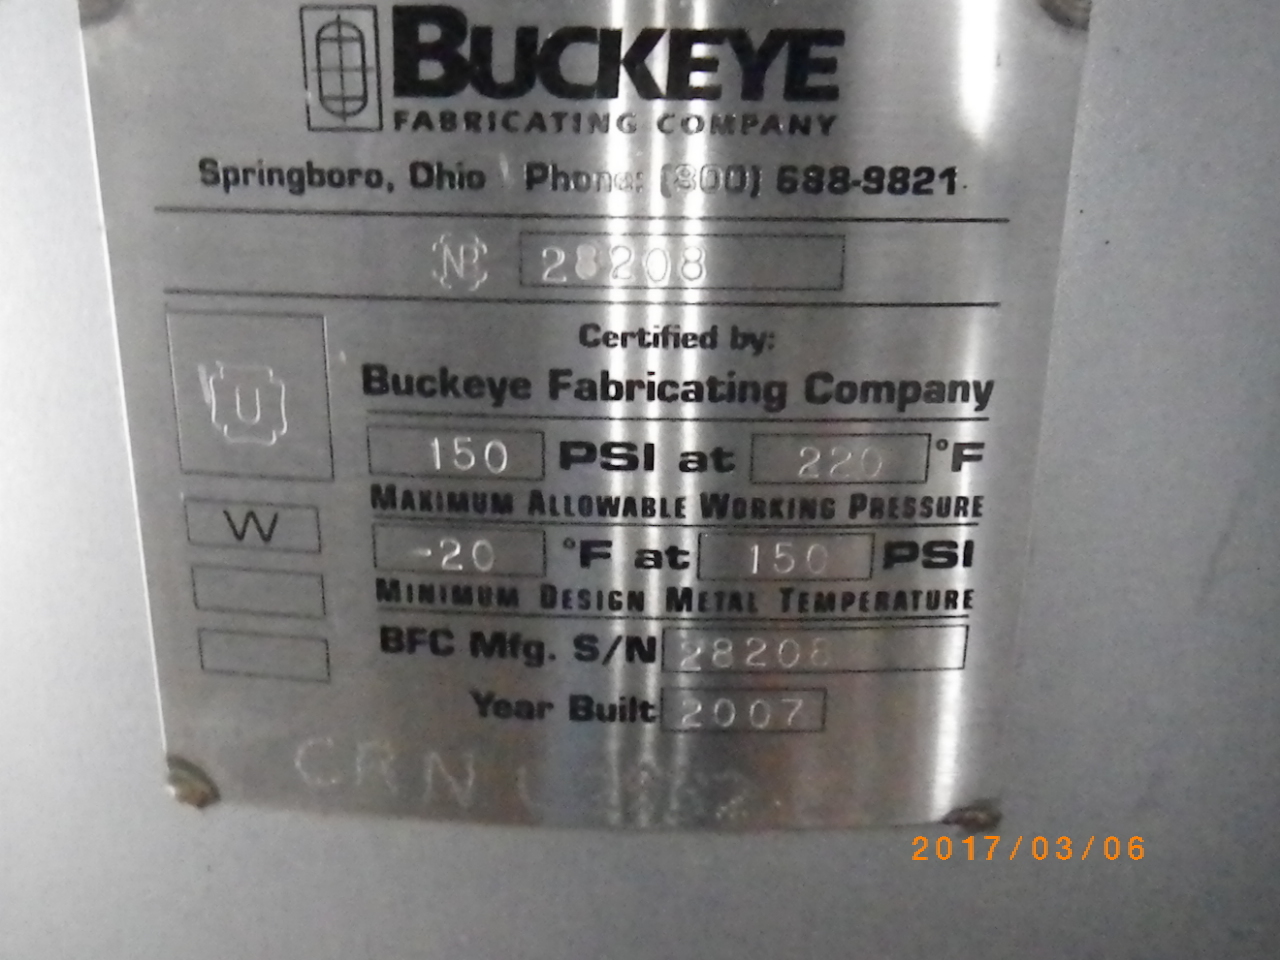 BUCKEYE
FABRICATING COMPANY
Springboro, Ohio Phone: (800) 688-9821
NB 28208
Certified by:
Buckeye Fabricating Company
U
150 PSI at 220 °F
MAXIMUM ALLOWABLE WORKING PRESSURE
W
-20 °F at 150 PSI
MINIMUM DESIGN METAL TEMPERATURE
BFC Mfg. S/N 28208
Year Built 2007
CRN
2017/03/06